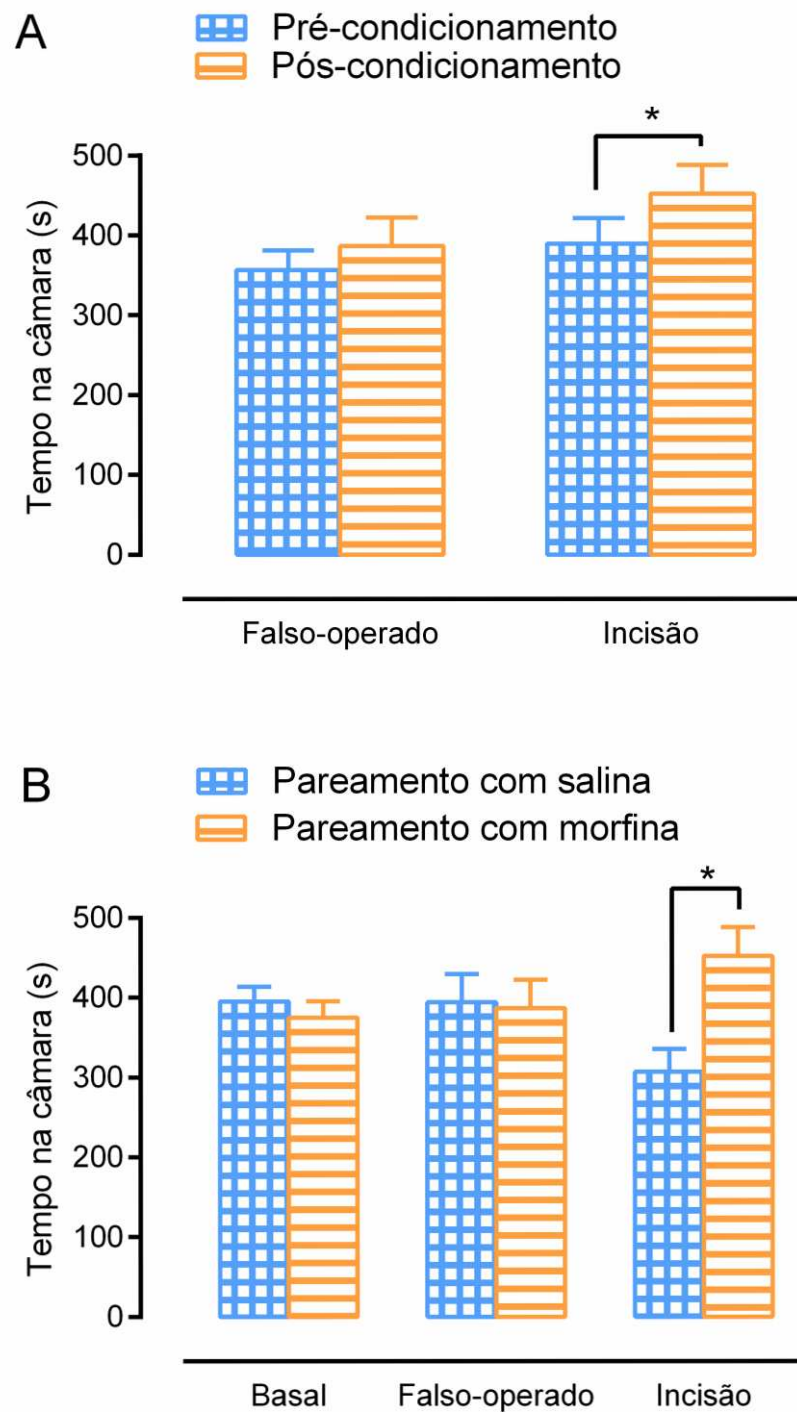 A
Pré-condicionamento
Pós-condicionamento
*
500
400
300
200
100
0
Tempo na câmara (s)
Falso-operado Incisão
B
Pareamento com salina
Pareamento com morfina
*
500
400
300
200
100
0
Tempo na câmara (s)
Basal Falso-operado Incisão